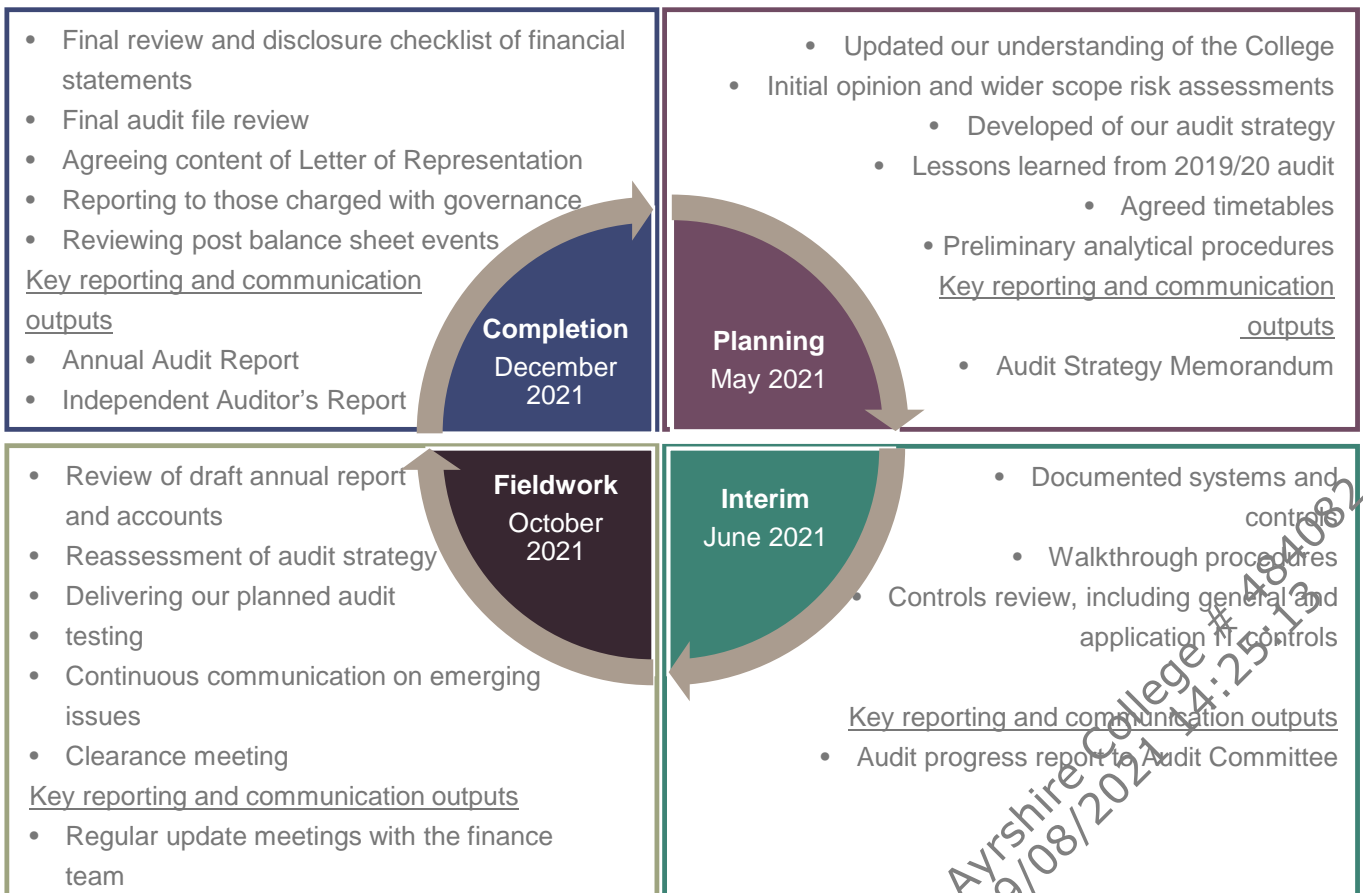 • Final review and disclosure checklist of financial
statements
• Final audit file review
• Agreeing content of Letter of Representation
• Reporting to those charged with governance
• Reviewing post balance sheet events
Key reporting and communication
outputs
• Annual Audit Report
• Independent Auditor's Report
Completion
December
2021
• Updated our understanding of the College
• Initial opinion and wider scope risk assessments
• Developed of our audit strategy
• Lessons learned from 2019/20 audit
• Agreed timetables
• Preliminary analytical procedures
Key reporting and communication
outputs
• Audit Strategy Memorandum
Planning
May 2021
• Review of draft annual report
and accounts
• Reassessment of audit strategy
• Delivering our planned audit
• testing
• Continuous communication on emerging
issues
• Clearance meeting
Key reporting and communication outputs
• Regular update meetings with the finance
team
Fieldwork
October
2021
Interim
June 2021
• Documented systems and
controls
• Walkthrough procedures
• Controls review, including general and
application IT controls
Key reporting and communication outputs
• Audit progress report to Audit Committee
Ayrshire College # 484082
9/08/2021 14:25:13